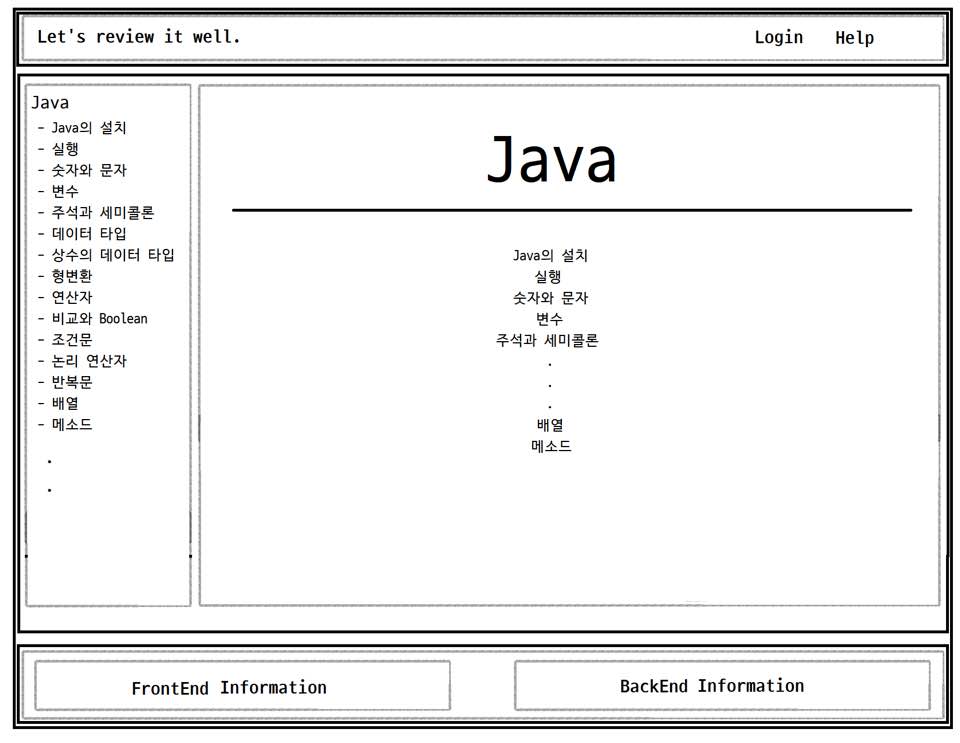 Let's review it well.
Login Help
Java
- Java의 설치
- 실행
- 숫자와 문자
- 변수
- 주석과 세미콜론
- 데이터 타입
- 상수의 데이터 타입
- 형변환
- 연산자
- 비교와 Boolean
- 조건문
- 논리 연산자
- 반복문
- 배열
- 메소드
.
.
Java
Java의 설치
실행
숫자와 문자
변수
주석과 세미콜론
.
.
.
배열
메소드
FrontEnd Information
BackEnd Information